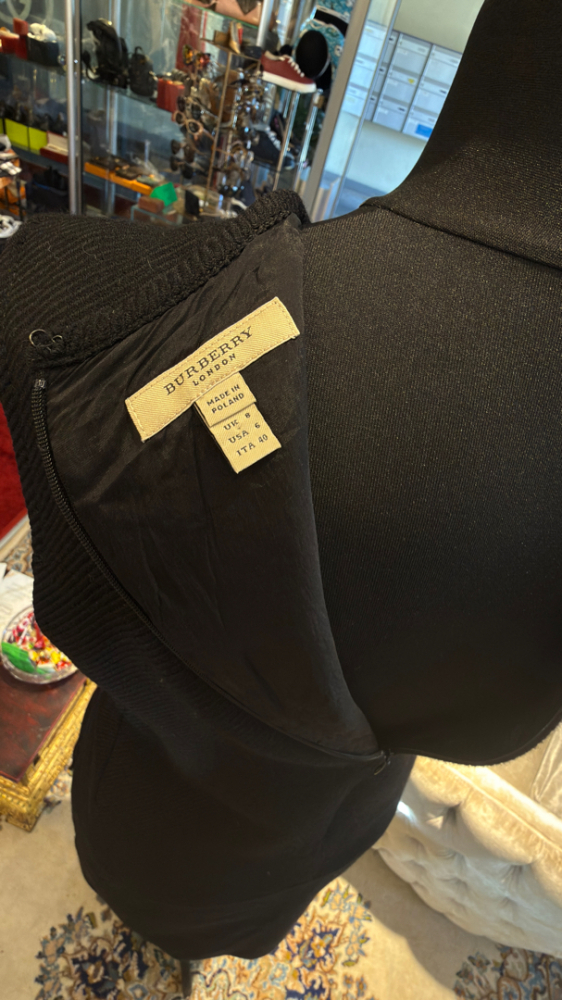 BURBERRY
LONDON
MADE IN
POLAND
UK 8
USA 6
ITA 40